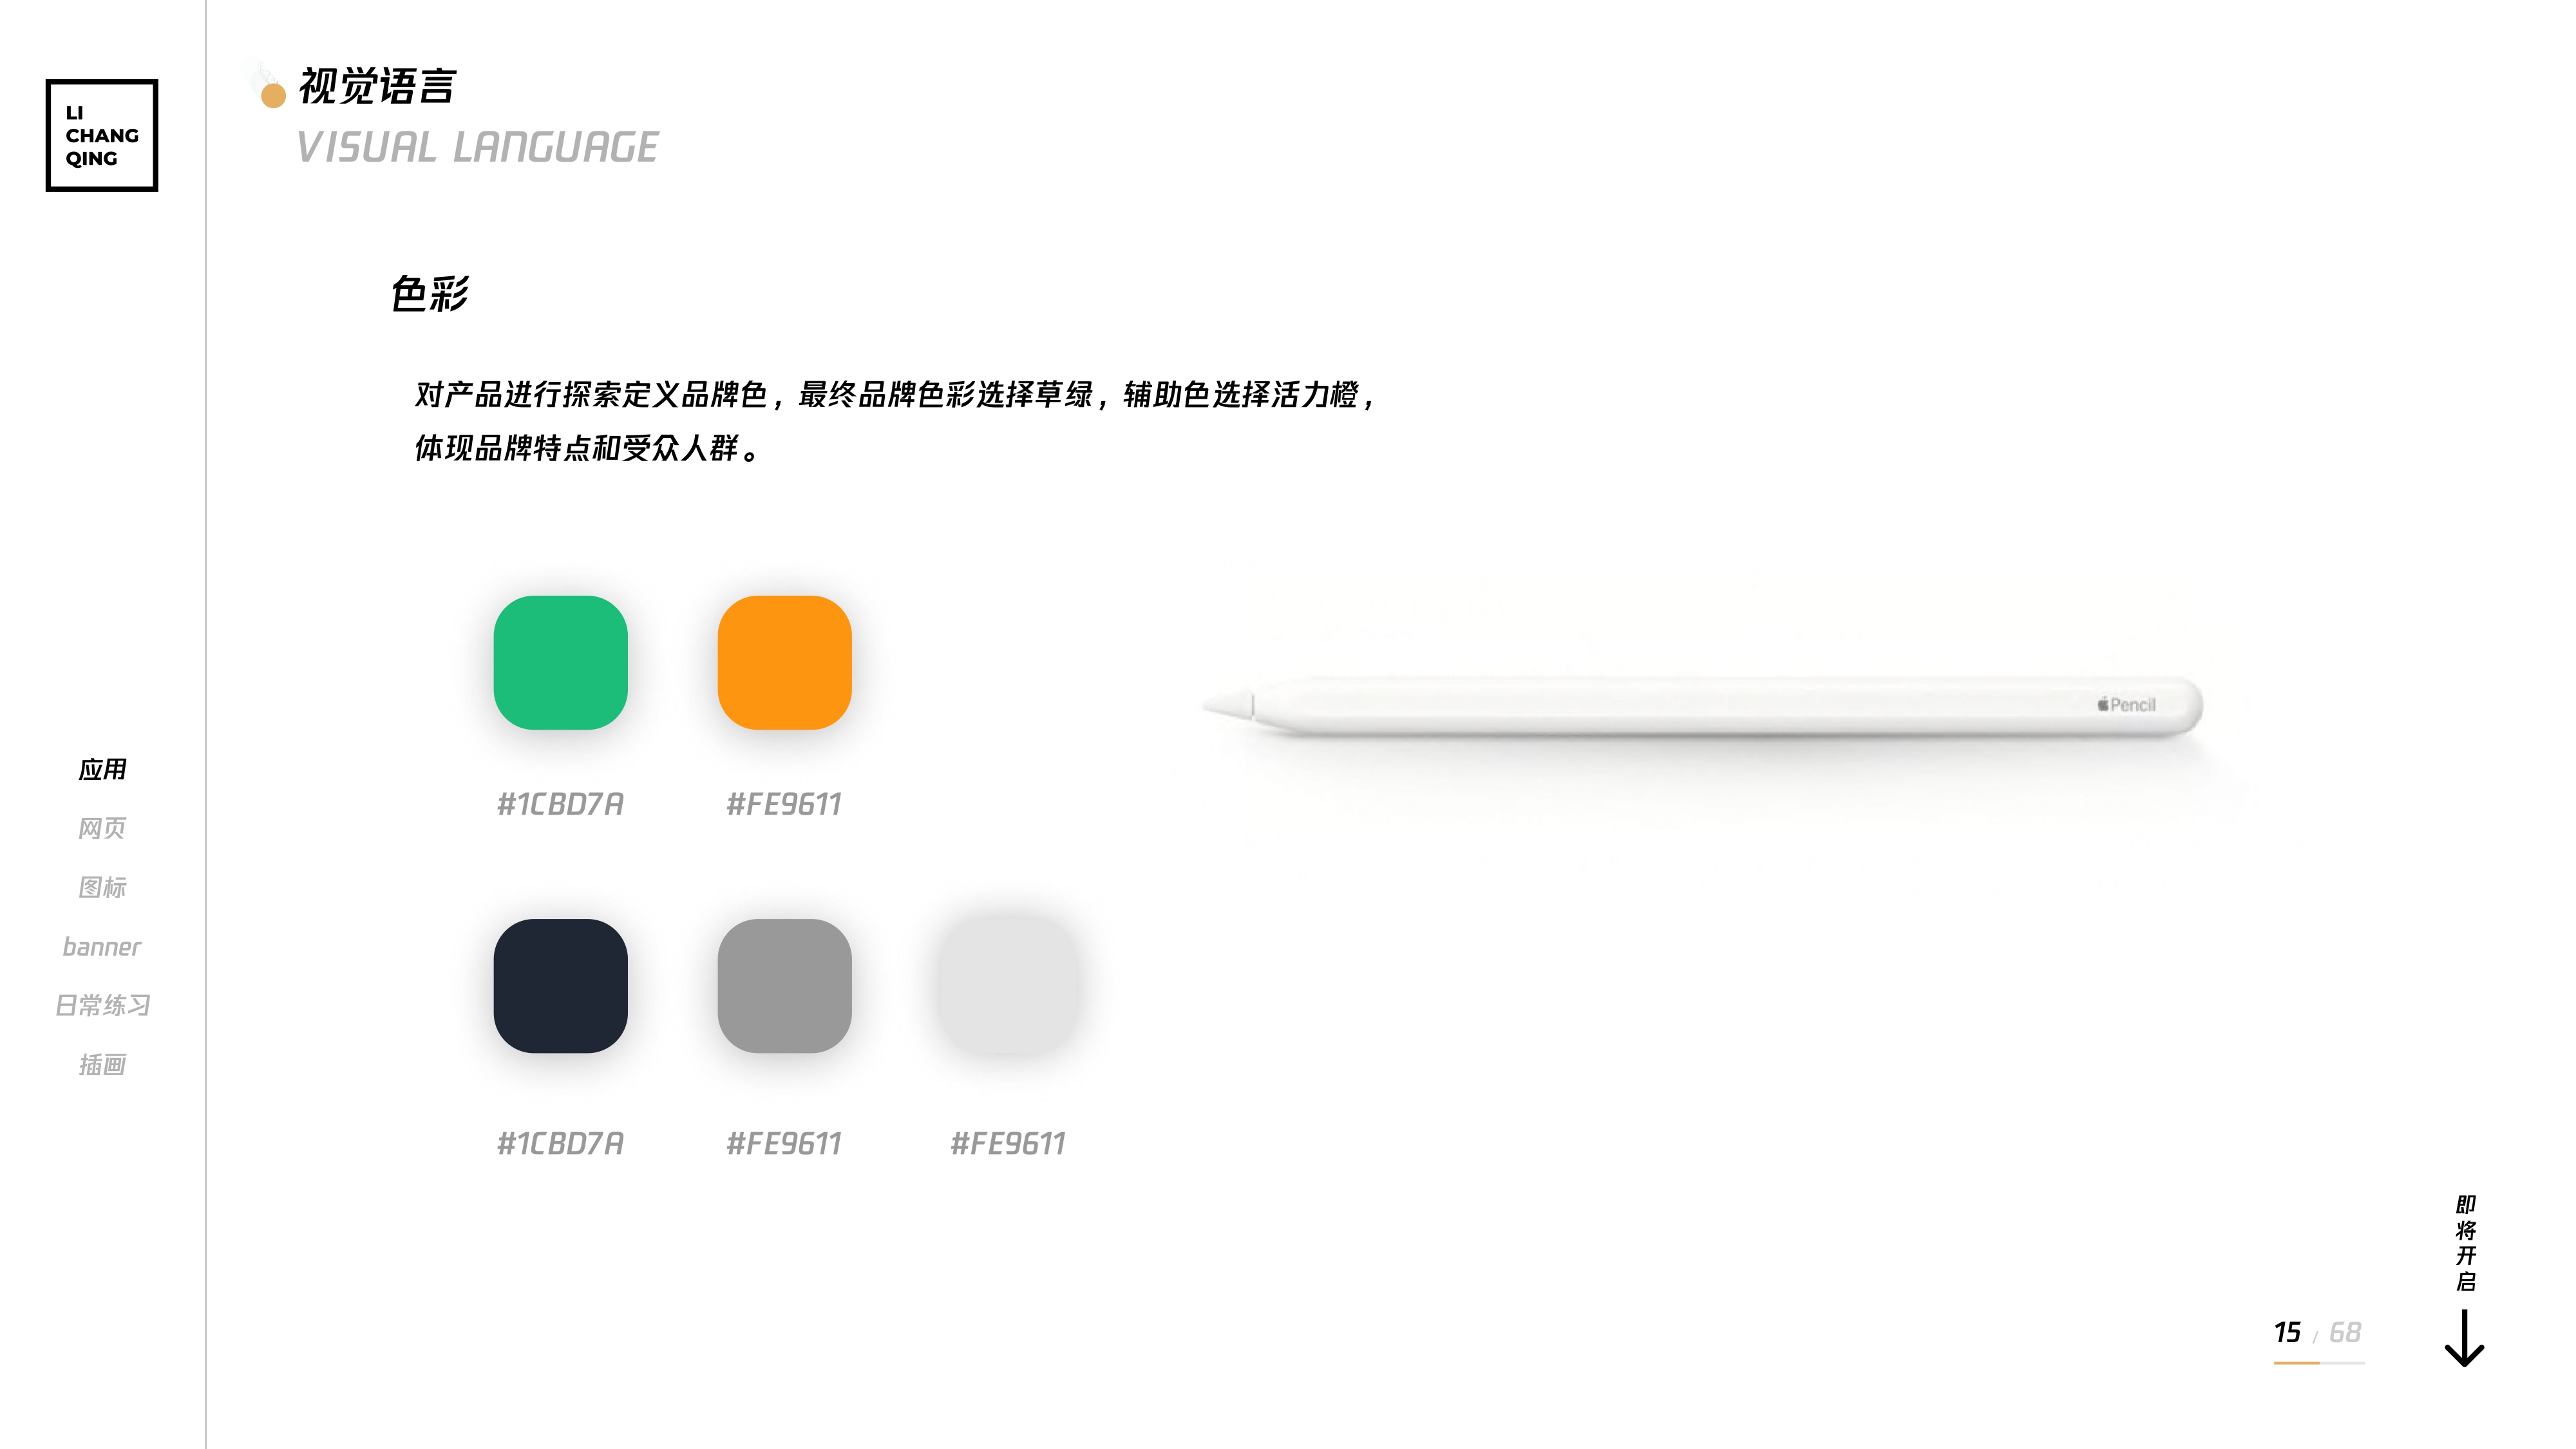 LI
CHANG
QING
视觉语言
VISUAL LANGUAGE
色彩
对产品进行探索定义品牌色，最终品牌色彩选择草绿，辅助色选择活力橙，
体现品牌特点和受众人群。
#1CBD7A
#FE9611
Pencil
#1CBD7A
#FE9611
#FE9611
应用
网页
图标
banner
日常练习
插画
即将开启
15 / 68